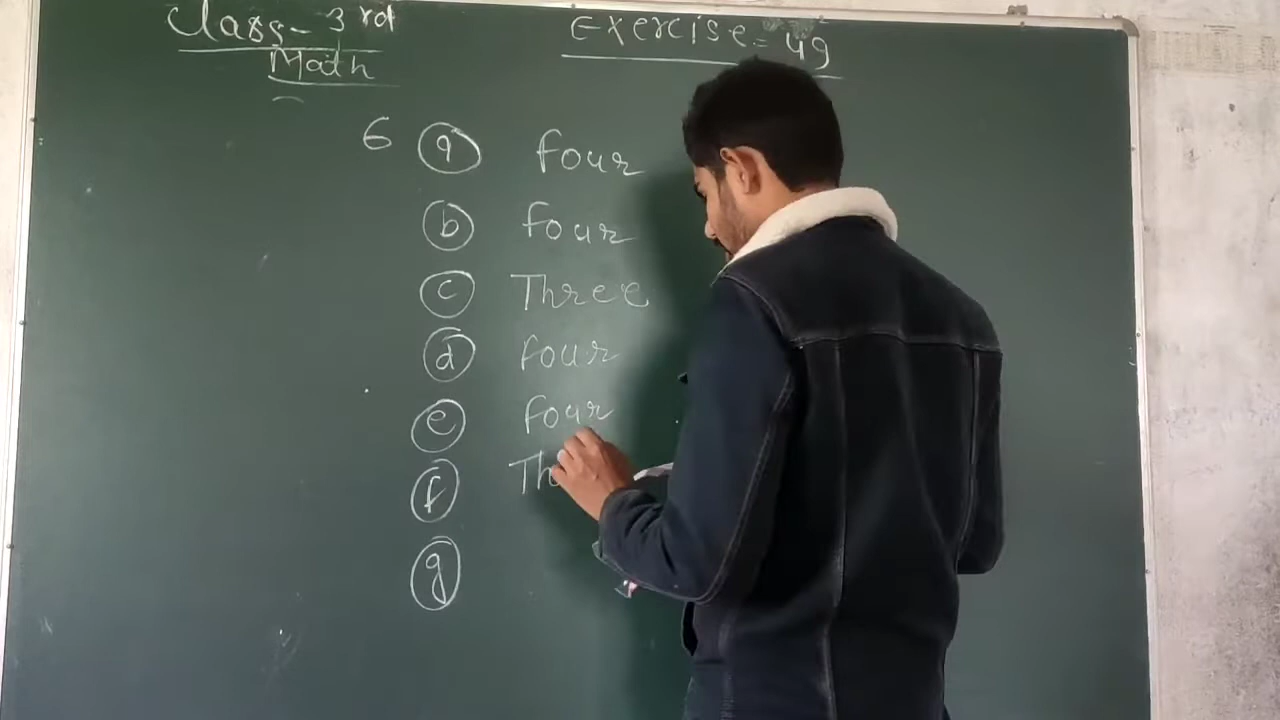 Class - 3rd
Math
Exercise = 49
6 a four
b four
c Three
d four
e four
f Th
g